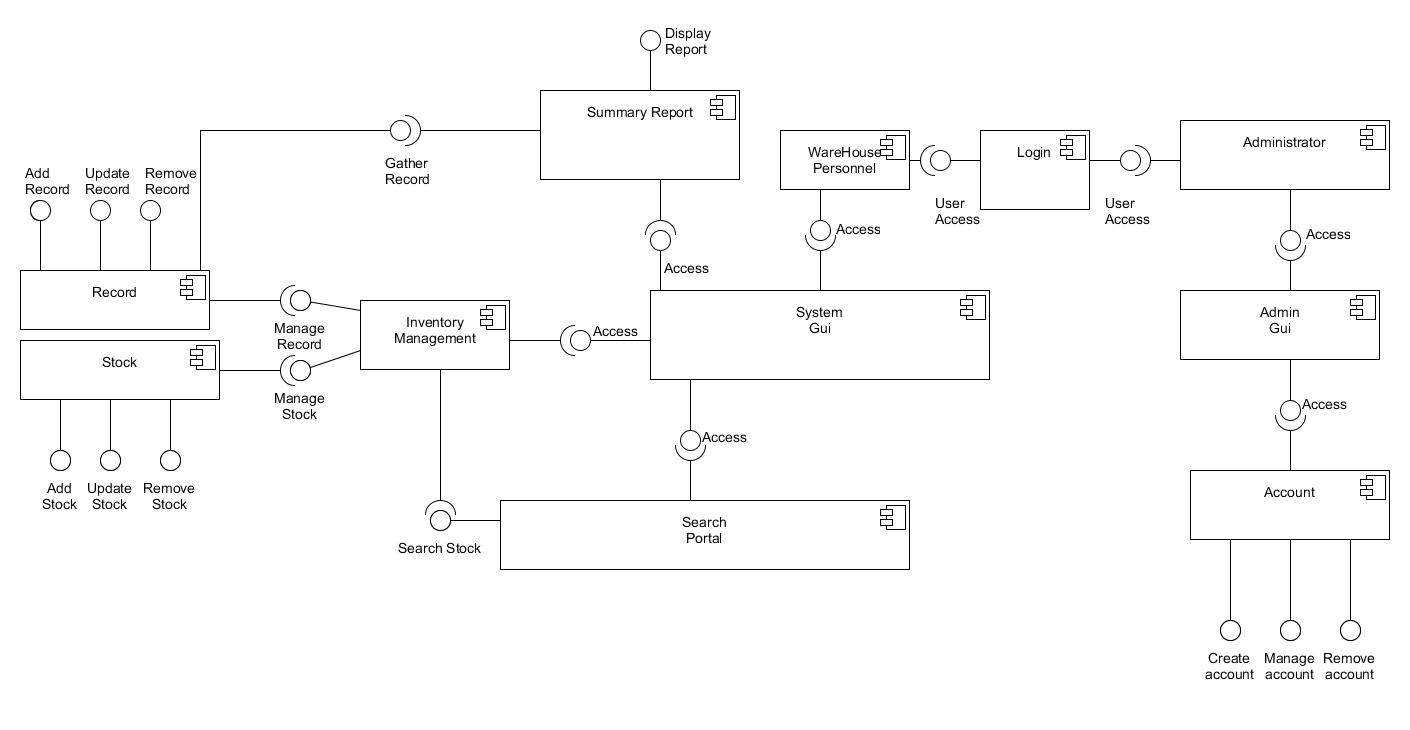 Display
Report
Summary Report
WareHouse
Personnel
Login
Administrator
Gather
Record
Add
Record
Update
Record
Remove
Record
User
Access
User
Access
Access
Access
Access
Record
Inventory
Management
System
Gui
Admin
Gui
Manage
Record
Access
Stock
Manage
Stock
Access
Access
Add
Stock
Update
Stock
Remove
Stock
Search Stock
Search
Portal
Account
Create
account
Manage
account
Remove
account